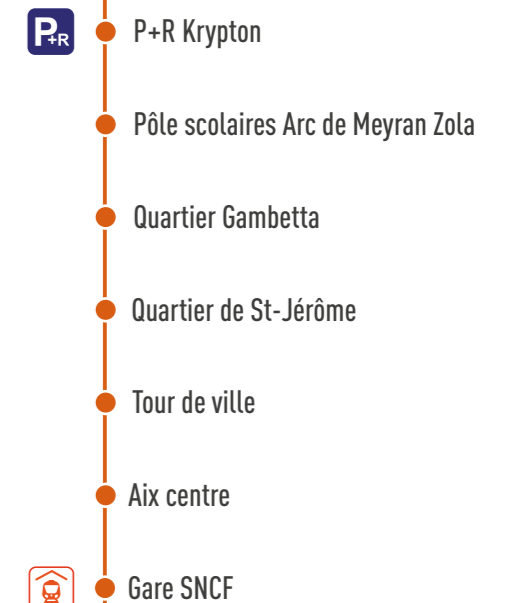 P+R P+R Krypton
Pôle scolaires Arc de Meyran Zola
Quartier Gambetta
Quartier de St-Jérôme
Tour de ville
Aix centre
Gare SNCF